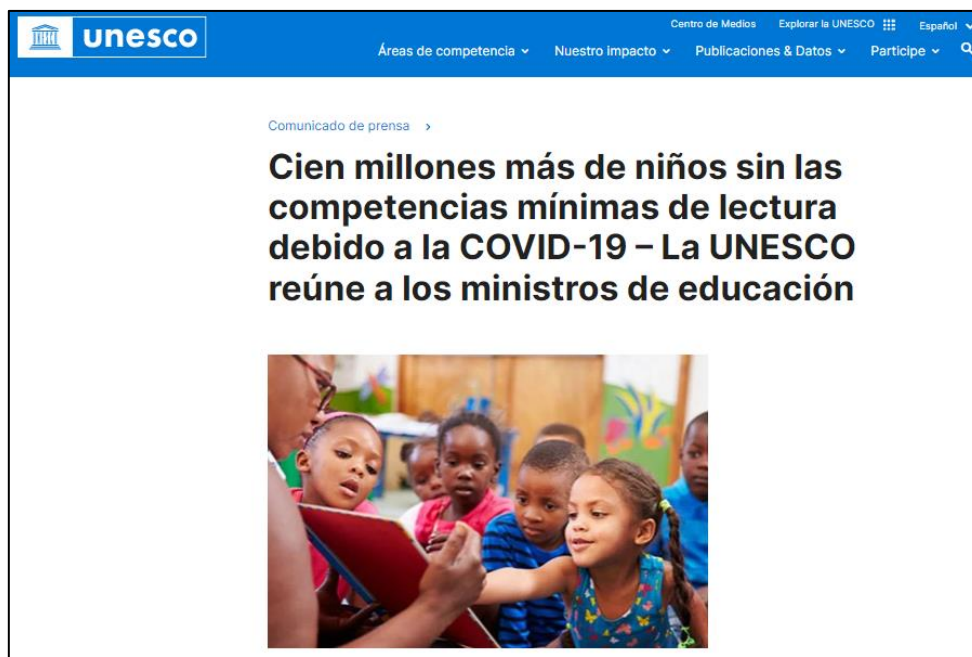 unesco
Centro de Medios Explorar la UNESCO Español
Áreas de competencia Nuestro impacto Publicaciones & Datos Participe
Comunicado de prensa
Cien millones más de niños sin las
competencias mínimas de lectura
debido a la COVID-19 – La UNESCO
reúne a los ministros de educación